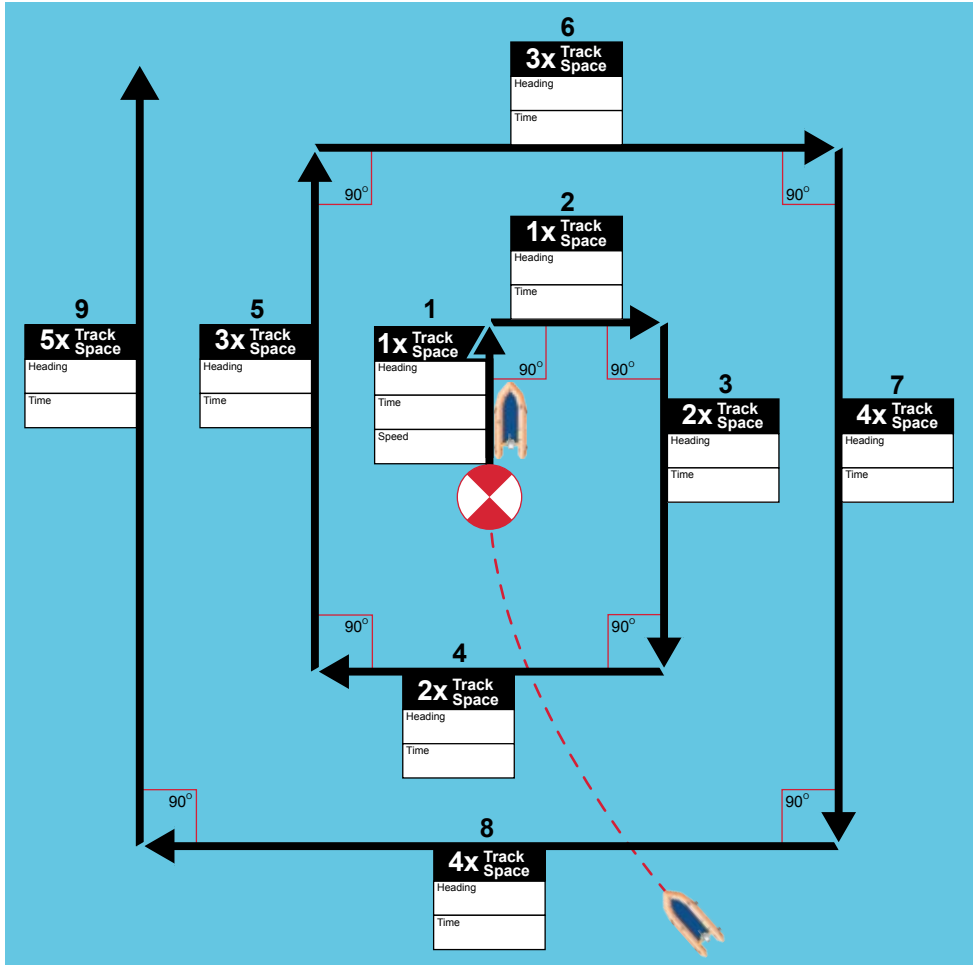 6
3x Track Space
Heading
Time
90°
90°
2
1x Track Space
Heading
Time
9
5x Track Space
Heading
Time
5
3x Track Space
Heading
Time
1
1x Track Space
Heading
Time
Speed
90°
90°
3
2x Track Space
Heading
Time
7
4x Track Space
Heading
Time
90°
90°
4
2x Track Space
Heading
Time
90°
90°
8
4x Track Space
Heading
Time